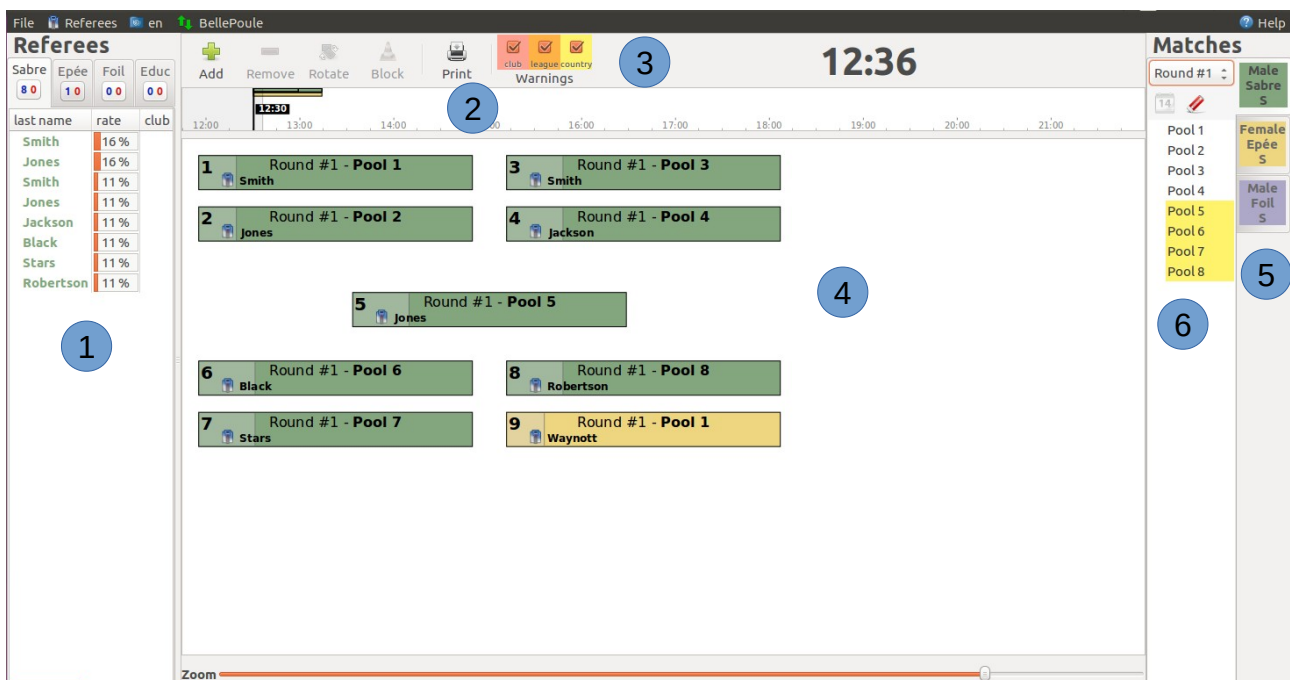 File Referees en BellePoule Help
Referees
Sabre Epée Foil Educ
8 0 1 0 0 0 0 0
last name rate club
Smith 16 %
Jones 16 %
Smith 11 %
Jones 11 %
Jackson 11 %
Black 11 %
Stars 11 %
Robertson 11 %
1
Add Remove Rotate Block Print
club league country
Warnings
3
12:36
2
12:30
12:00 13:00 14:00 16:00 17:00 18:00 19:00 20:00 21:00
1 Round #1 - Pool 1
Smith
3 Round #1 - Pool 3
Smith
2 Round #1 - Pool 2
Jones
4 Round #1 - Pool 4
Jackson
5 Round #1 - Pool 5
Jones
4
6 Round #1 - Pool 6
Black
8 Round #1 - Pool 8
Robertson
7 Round #1 - Pool 7
Stars
9 Round #1 - Pool 1
Waynott
Zoom
Matches
Round #1
14
Pool 1
Pool 2
Pool 3
Pool 4
Pool 5
Pool 6
Pool 7
Pool 8
6
Male
Sabre
S
Female
Epée
S
Male
Foil
S
5